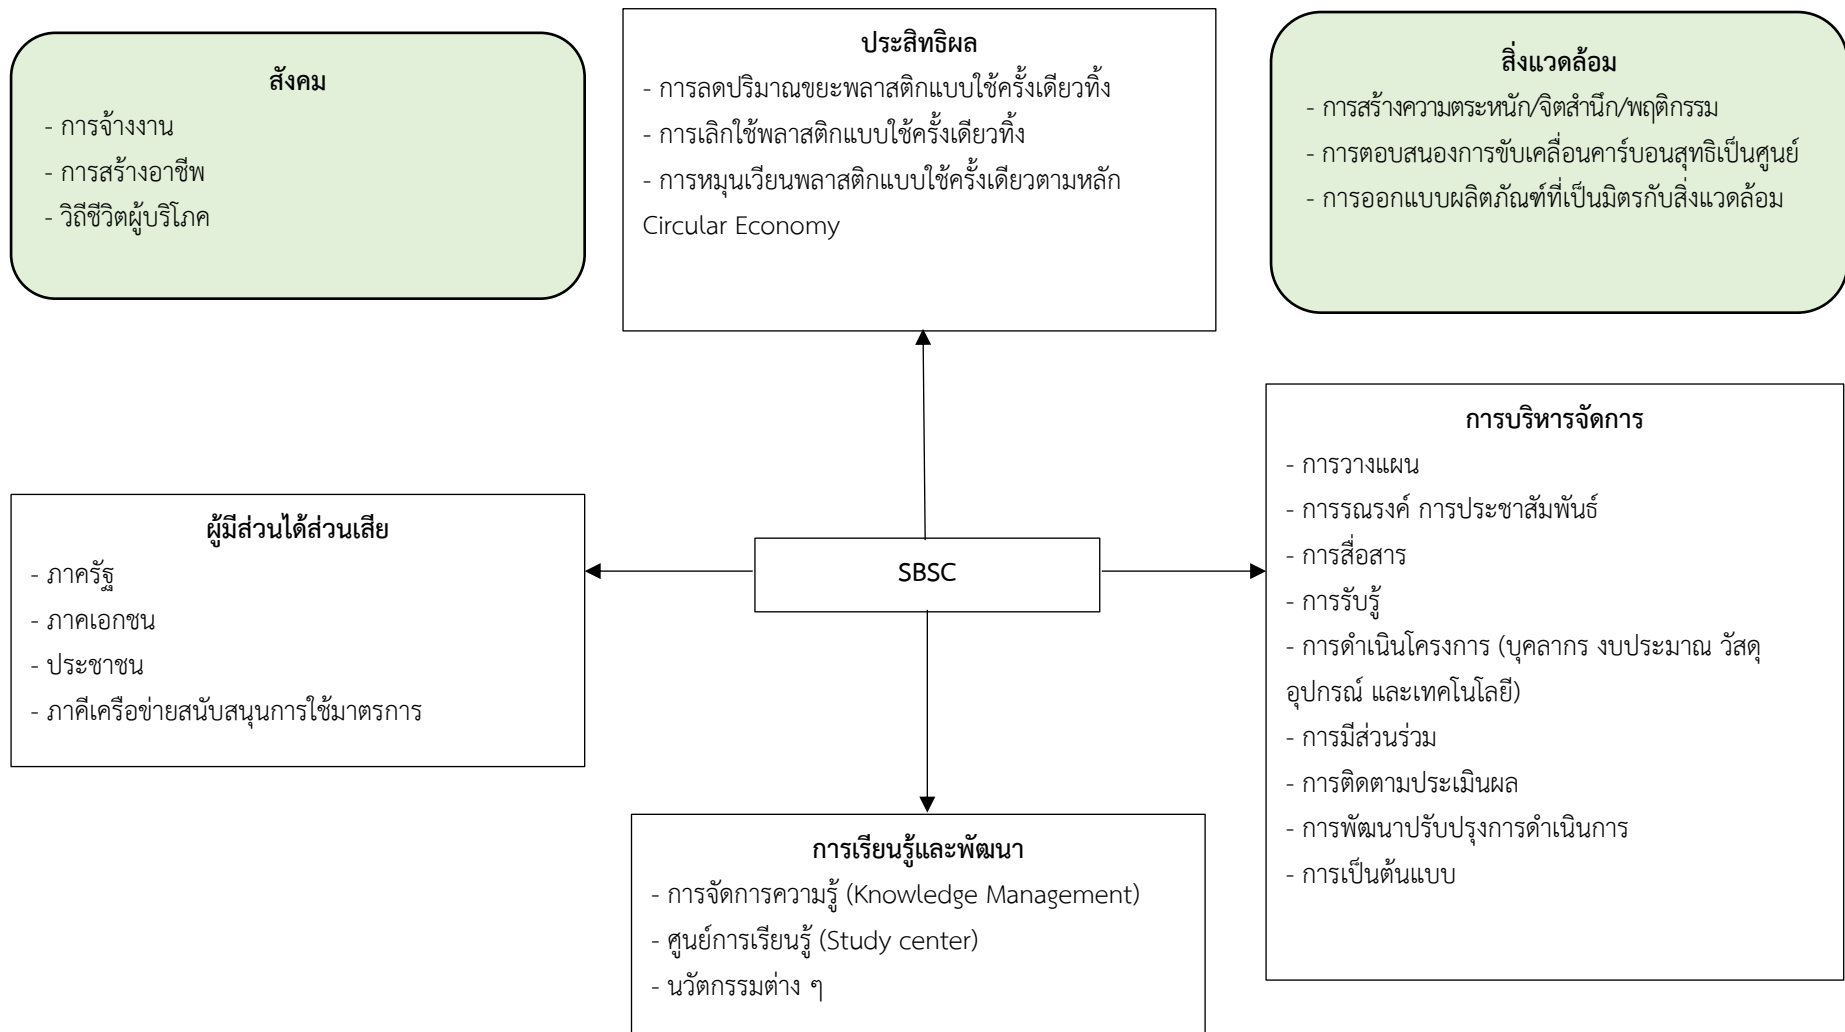 สังคม
- การจ้างงาน
- การสร้างอาชีพ
- วิถีชีวิตผู้บริโภค
ประสิทธิผล
- การลดปริมาณขยะพลาสติกแบบใช้ครั้งเดียวทิ้ง
- การเลิกใช้พลาสติกแบบใช้ครั้งเดียวทิ้ง
- การหมุนเวียนพลาสติกแบบใช้ครั้งเดียวตามหลัก
Circular Economy
สิ่งแวดล้อม
- การสร้างความตระหนัก/จิตสำนึก/พฤติกรรม
- การตอบสนองการขับเคลื่อนคาร์บอนสุทธิเป็นศูนย์
- การออกแบบผลิตภัณฑ์ที่เป็นมิตรกับสิ่งแวดล้อม
ผู้มีส่วนได้ส่วนเสีย
- ภาครัฐ
- ภาคเอกชน
- ประชาชน
- ภาคีเครือข่ายสนับสนุนการใช้มาตรการ
SBSC
การบริหารจัดการ
- การวางแผน
- การรณรงค์ การประชาสัมพันธ์
- การสื่อสาร
- การรับรู้
- การดำเนินโครงการ (บุคลากร งบประมาณ วัสดุ
อุปกรณ์ และเทคโนโลยี)
- การมีส่วนร่วม
- การติดตามประเมินผล
- การพัฒนาปรับปรุงการดำเนินการ
- การเป็นต้นแบบ
การเรียนรู้และพัฒนา
- การจัดการความรู้ (Knowledge Management)
- ศูนย์การเรียนรู้ (Study center)
- นวัตกรรมต่าง ๆ